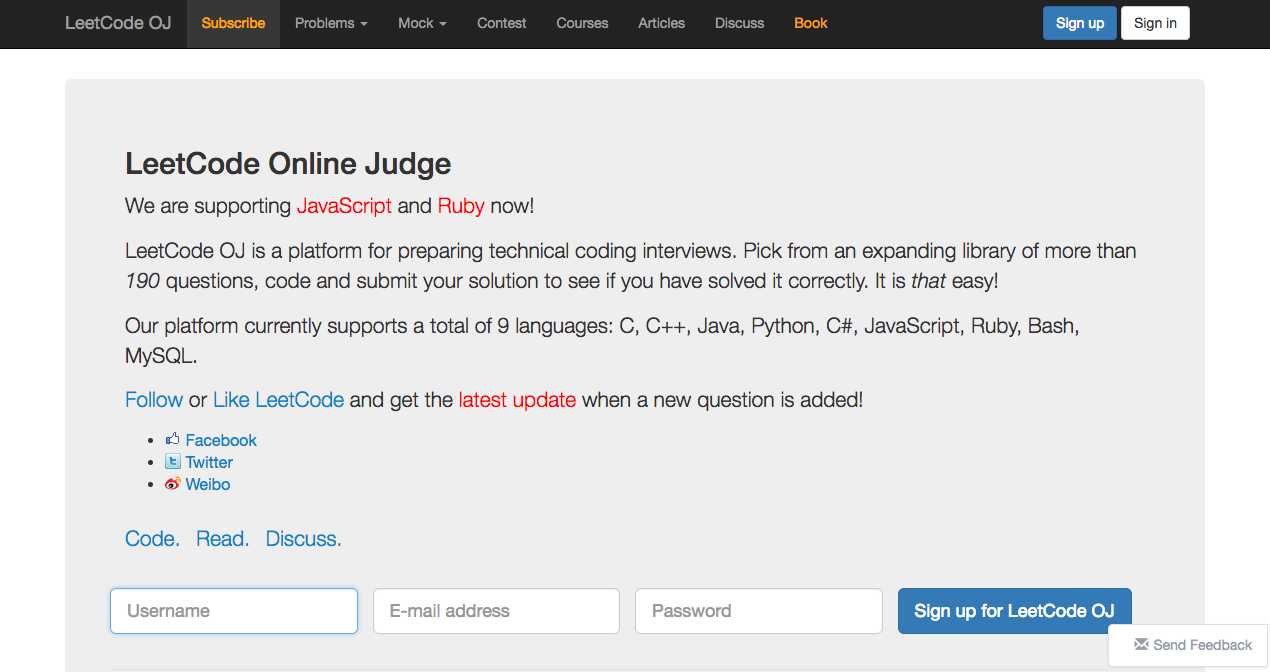 LeetCode OJ Subscribe Problems Mock Contest Courses Articles Discuss Book Sign up Sign in
LeetCode Online Judge
We are supporting JavaScript and Ruby now!
LeetCode OJ is a platform for preparing technical coding interviews. Pick from an expanding library of more than
190 questions, code and submit your solution to see if you have solved it correctly. It is that easy!
Our platform currently supports a total of 9 languages: C, C++, Java, Python, C#, JavaScript, Ruby, Bash,
MySQL.
Follow or Like LeetCode and get the latest update when a new question is added!
Facebook
Twitter
Weibo
Code. Read. Discuss.
Username E-mail address Password Sign up for LeetCode OJ
Send Feedback